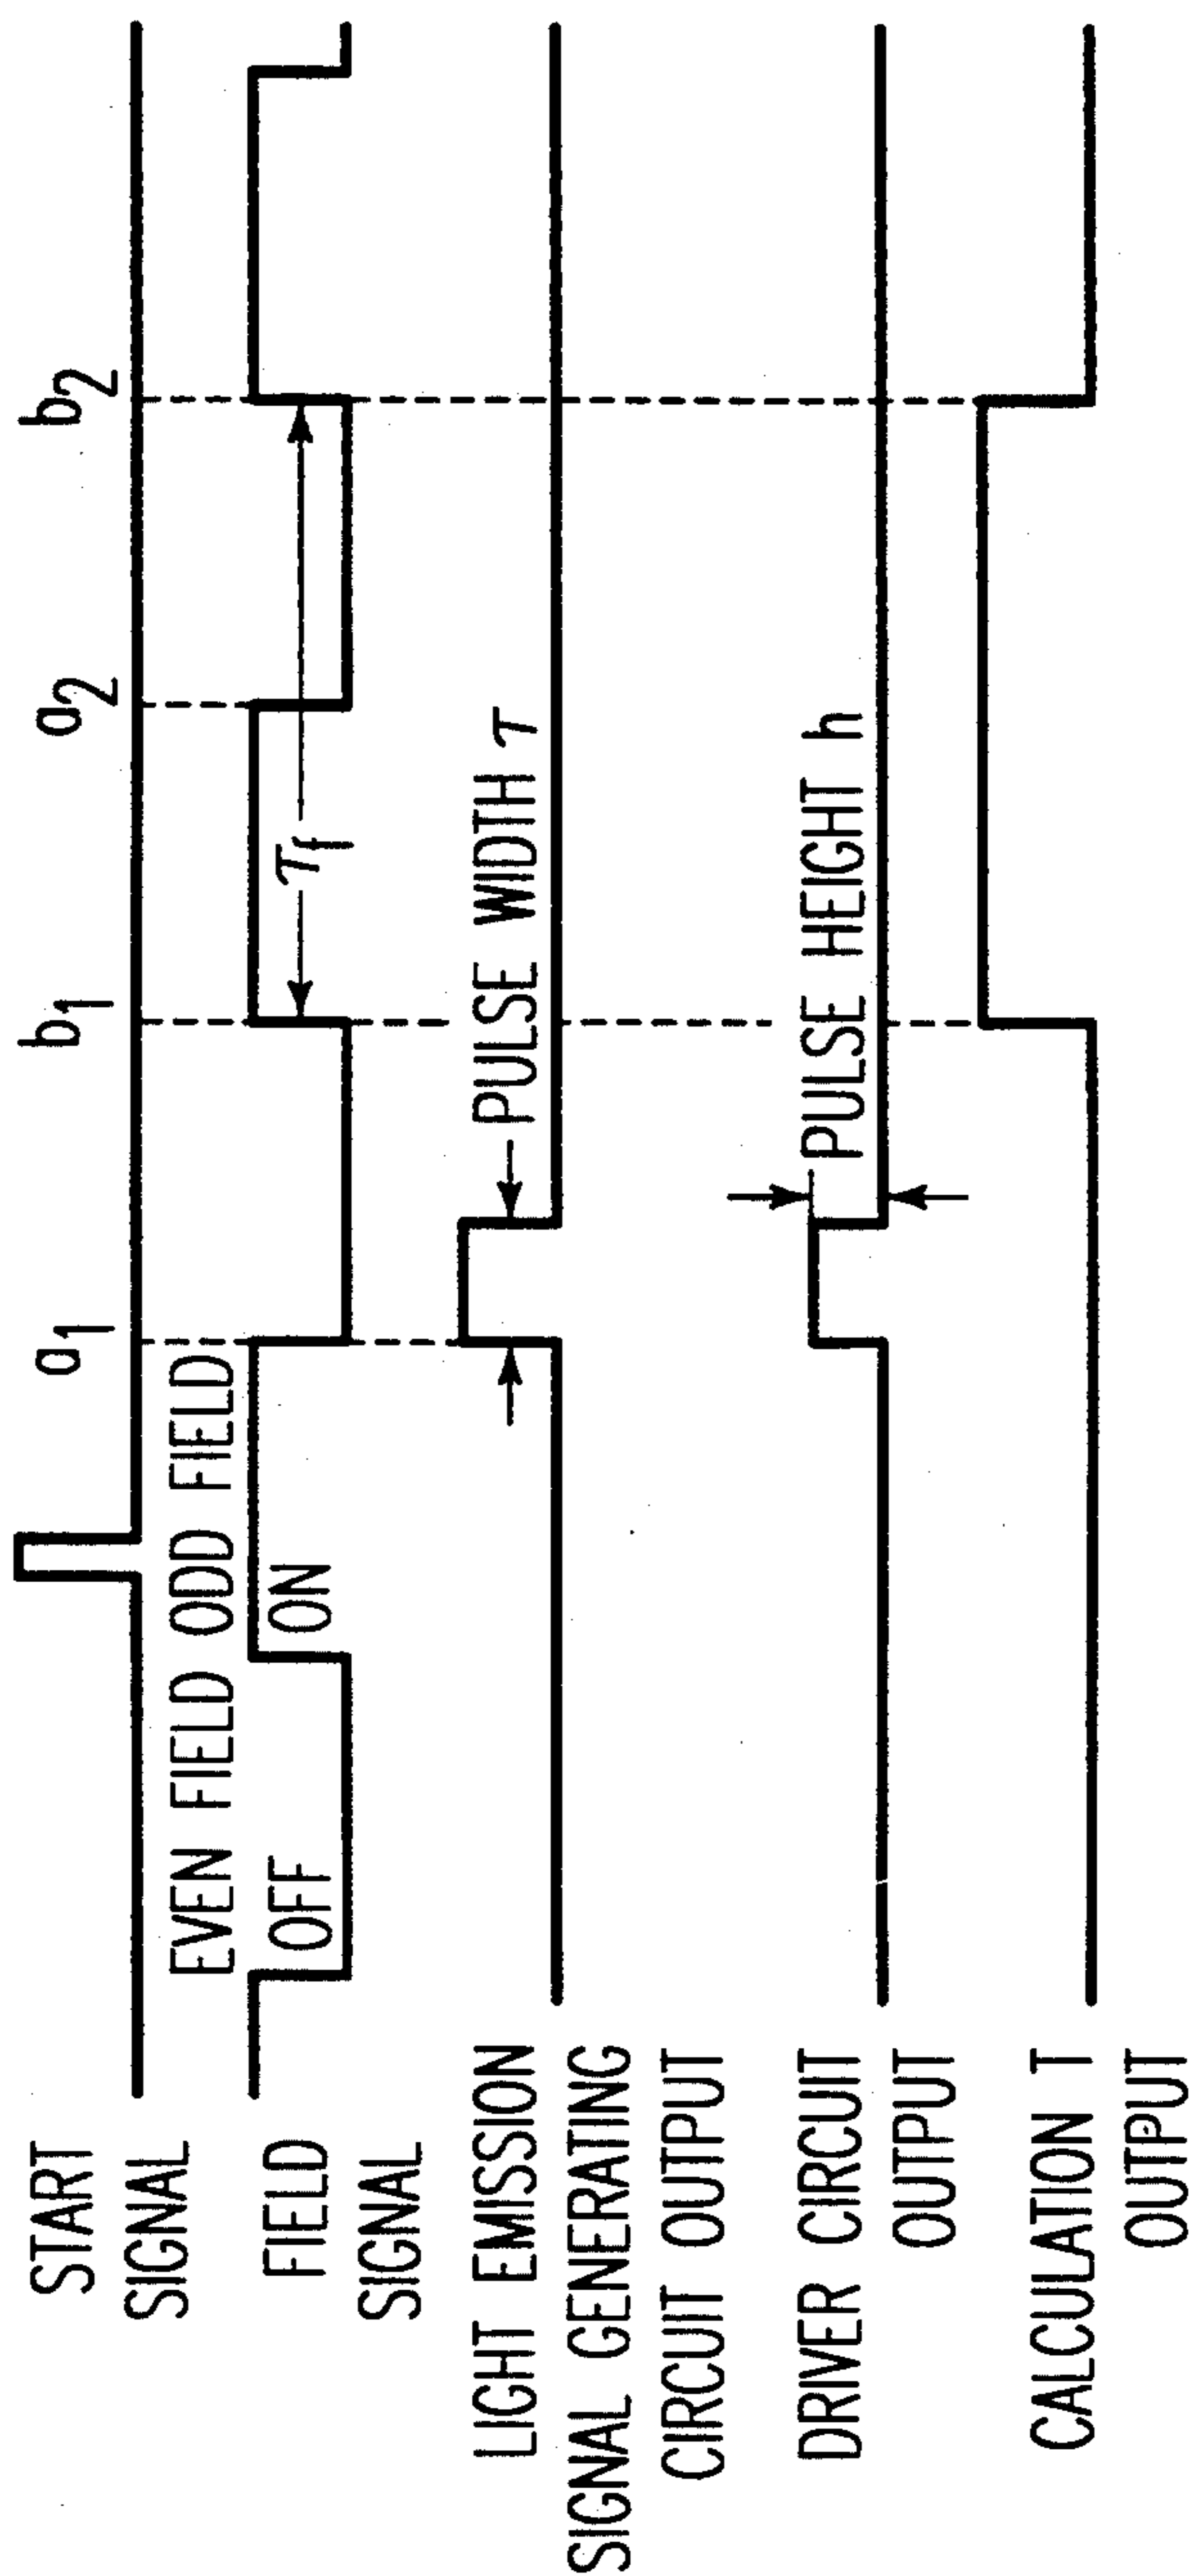 a1
b1
a2
b2
START
SIGNAL
EVEN FIELD ODD FIELD
FIELD
SIGNAL
OFF
ON
τf
LIGHT EMISSION
SIGNAL GENERATING
CIRCUIT OUTPUT
PULSE WIDTH τ
DRIVER CIRCUIT
OUTPUT
PULSE HEIGHT h
CALCULATION T
OUTPUT